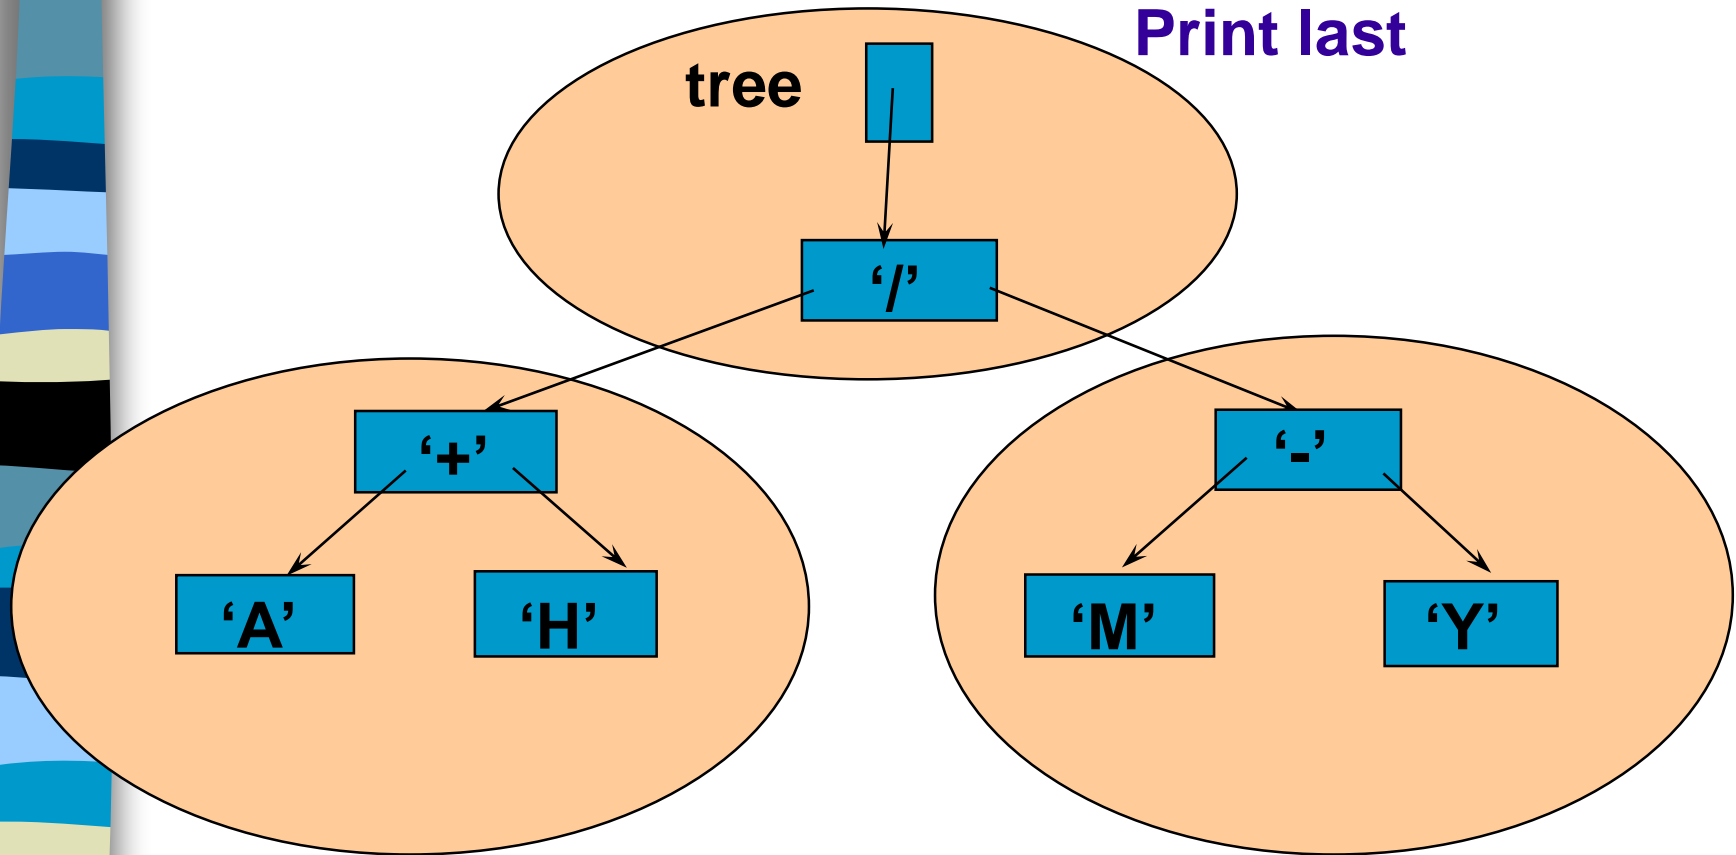 Print last
tree
‘/’
‘+’
‘-’
‘A’
‘H’
‘M’
‘Y’